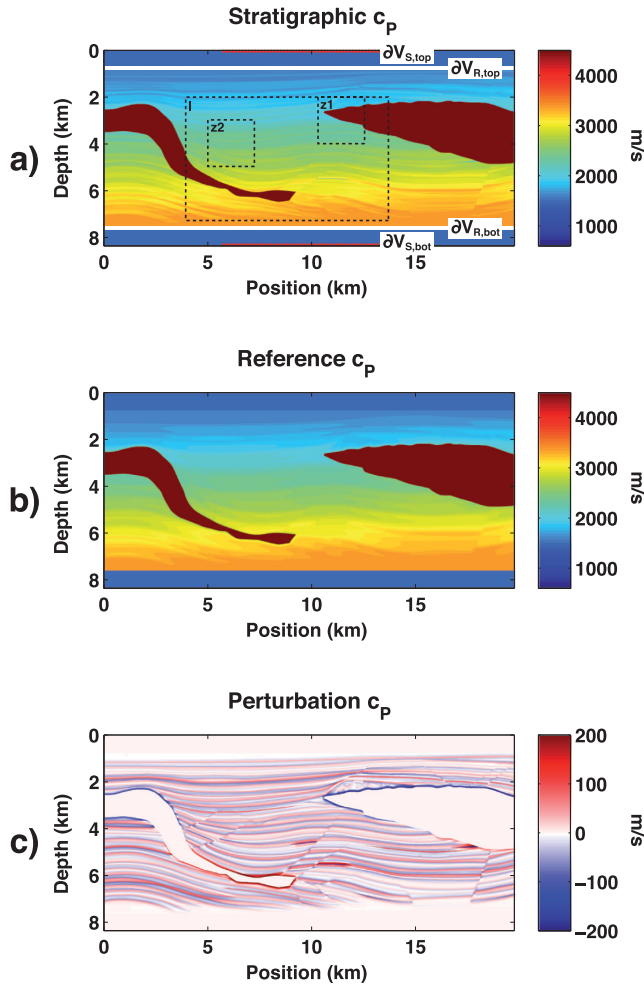 Stratigraphic cP
a)
0
2
4
6
8
Depth (km)
0
5
10
15
Position (km)
∂VS,top
∂VR,top
I
z1
z2
∂VR,bot
∂VS,bot
4000
3000
2000
1000
m/s
Reference cP
b)
0
2
4
6
8
Depth (km)
0
5
10
15
Position (km)
4000
3000
2000
1000
m/s
Perturbation cP
c)
0
2
4
6
8
Depth (km)
0
5
10
15
Position (km)
200
100
0
−100
−200
m/s